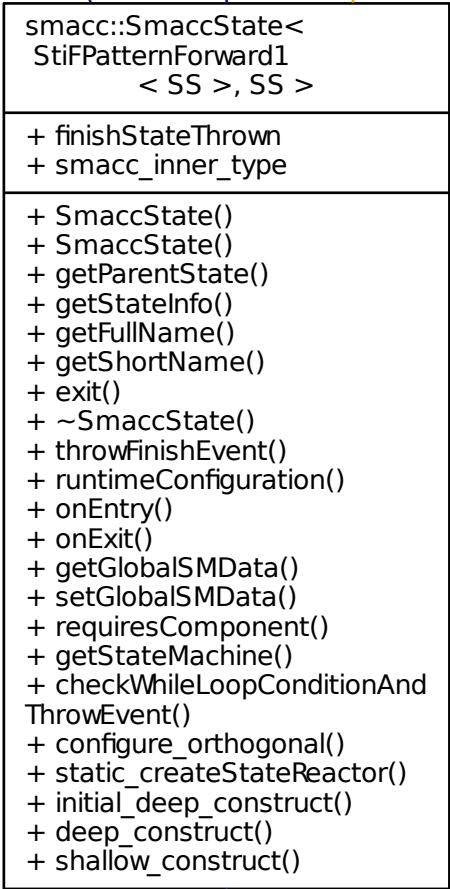 smacc::SmaccState<
StiFPatternForward1
< SS >, SS >
+ finishStateThrown
+ smacc_inner_type
+ SmaccState()
+ SmaccState()
+ getParentState()
+ getStateInfo()
+ getFullName()
+ getShortName()
+ exit()
+ ~SmaccState()
+ throwFinishEvent()
+ runtimeConfiguration()
+ onEntry()
+ onExit()
+ getGlobalSMData()
+ setGlobalSMData()
+ requiresComponent()
+ getStateMachine()
+ checkWhileLoopConditionAnd
ThrowEvent()
+ configure_orthogonal()
+ static_createStateReactor()
+ initial_deep_construct()
+ deep_construct()
+ shallow_construct()